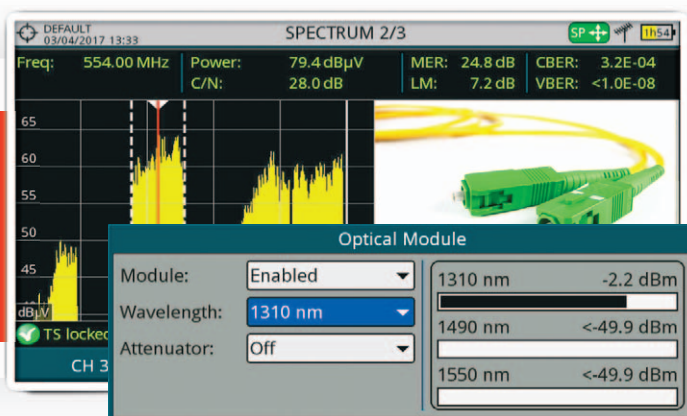 DEFAULT
03/04/2017 13:33
SPECTRUM 2/3
SP
1h54
Freq: 554.00 MHz Power: 79.4 dBµV MER: 24.8 dB CBER: 3.2E-04
C/N: 28.0 dB LM: 7.2 dB VBER: <1.0E-08
65
60
55
50
45
dBµV
TS locked
CH 3
Optical Module
Module: Enabled
Wavelength: 1310 nm
Attenuator: Off
1310 nm -2.2 dBm
1490 nm <-49.9 dBm
1550 nm <-49.9 dBm